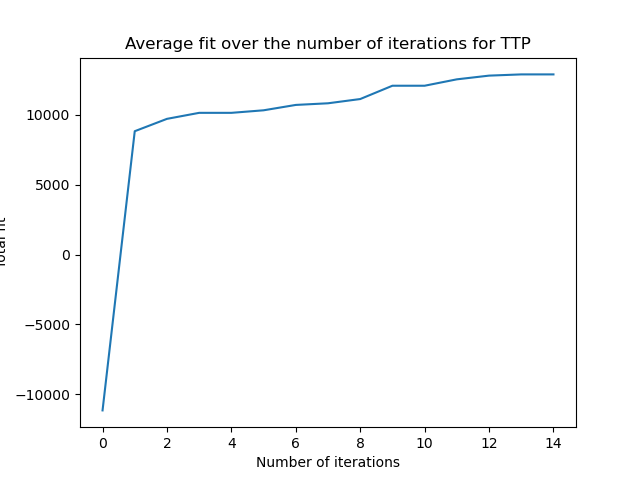 Average fit over the number of iterations for TTP
10000
5000
0
−5000
−10000
fit
0 2 4 6 8 10 12 14
Number of iterations